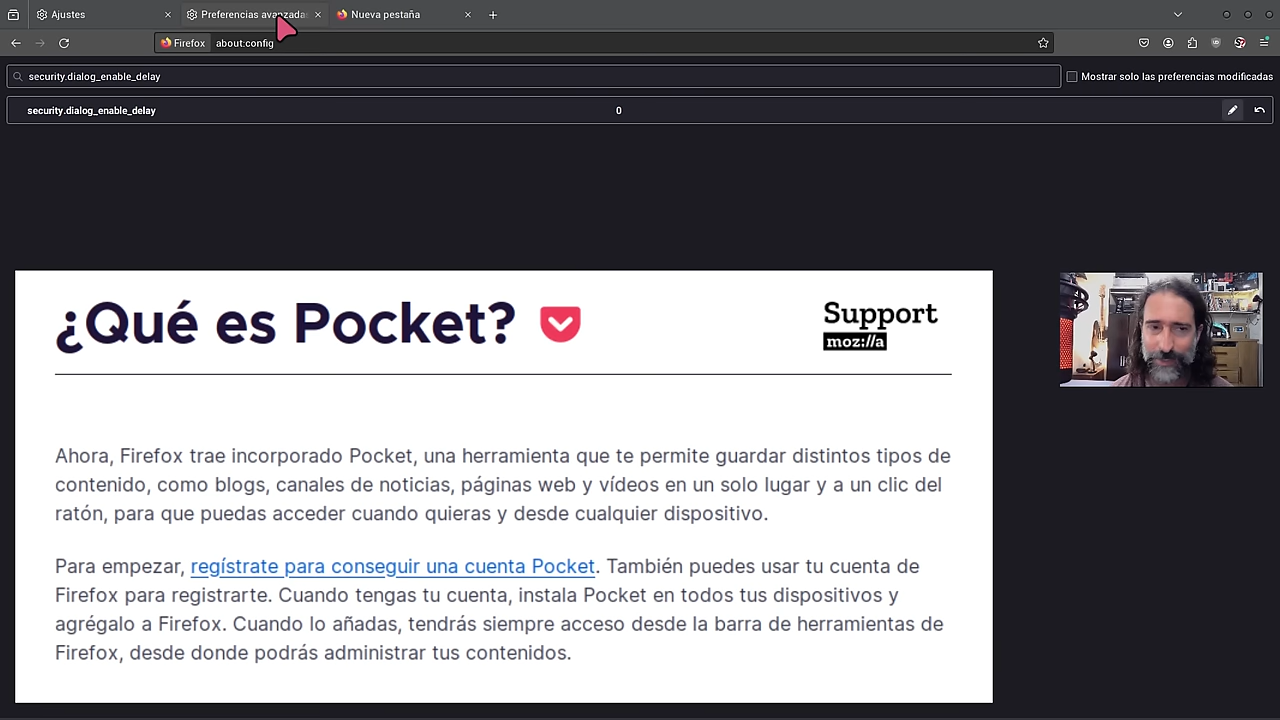 Ajustes
Preferencias avanzada
Nueva pestaña
Firefox
about:config
security.dialog_enable_delay
Mostrar solo las preferencias modificadas
security.dialog_enable_delay
0
¿Qué es Pocket?
Support
moz://a
Ahora, Firefox trae incorporado Pocket, una herramienta que te permite guardar distintos tipos de
contenido, como blogs, canales de noticias, páginas web y vídeos en un solo lugar y a un clic del
ratón, para que puedas acceder cuando quieras y desde cualquier dispositivo.
Para empezar, regístrate para conseguir una cuenta Pocket. También puedes usar tu cuenta de
Firefox para registrarte. Cuando tengas tu cuenta, instala Pocket en todos tus dispositivos y
agrégalo a Firefox. Cuando lo añadas, tendrás siempre acceso desde la barra de herramientas de
Firefox, desde donde podrás administrar tus contenidos.